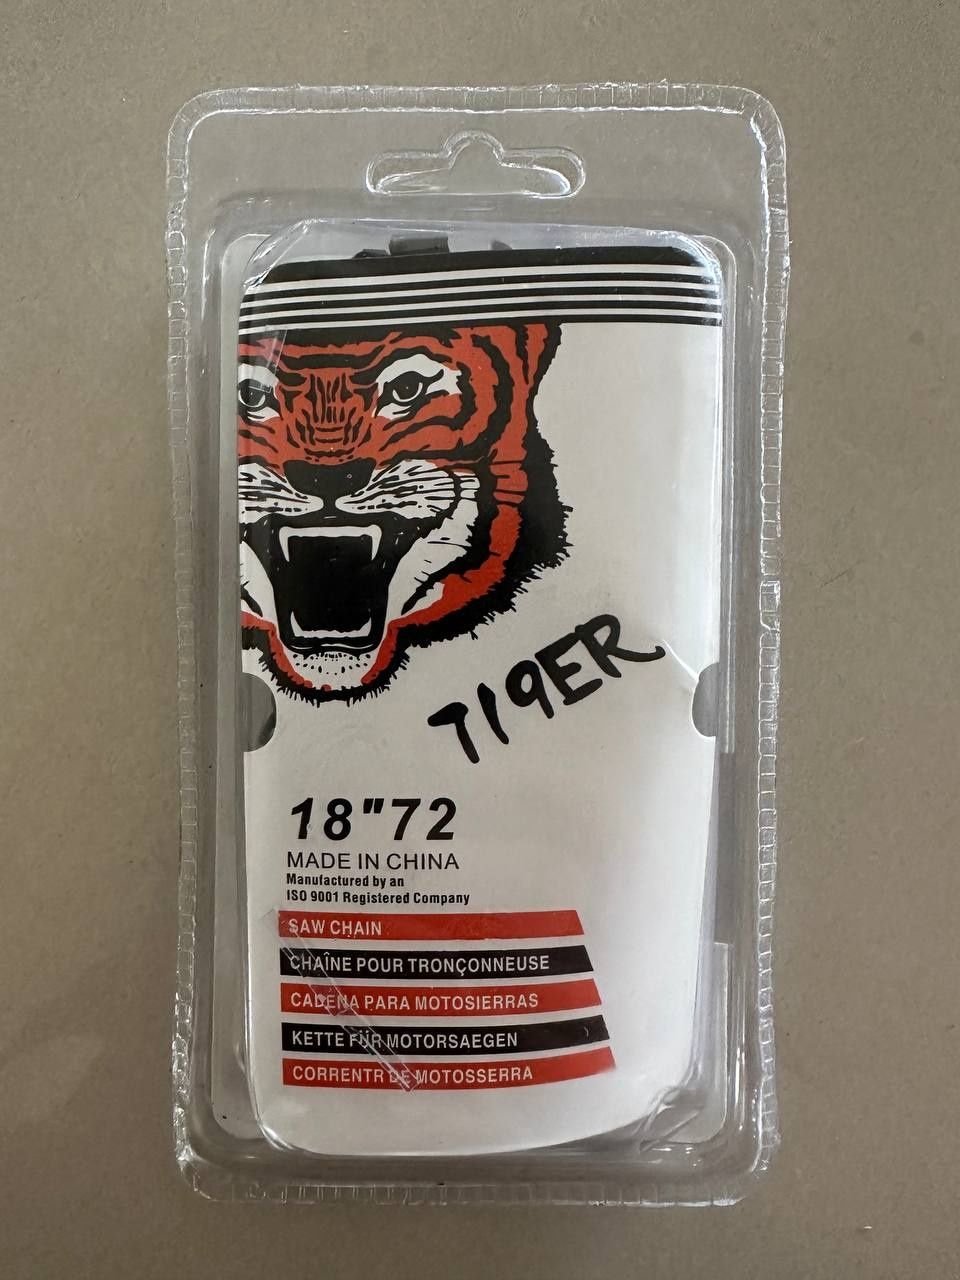 TI9ER
18"72
MADE IN CHINA
Manufactured by an
ISO 9001 Registered Company
SAW CHAIN
CHAÎNE POUR TRONÇONNEUSE
CADENA PARA MOTOSIERRAS
KETTE FÜR MOTORSAEGEN
CORRENTR DE MOTOSSERRA